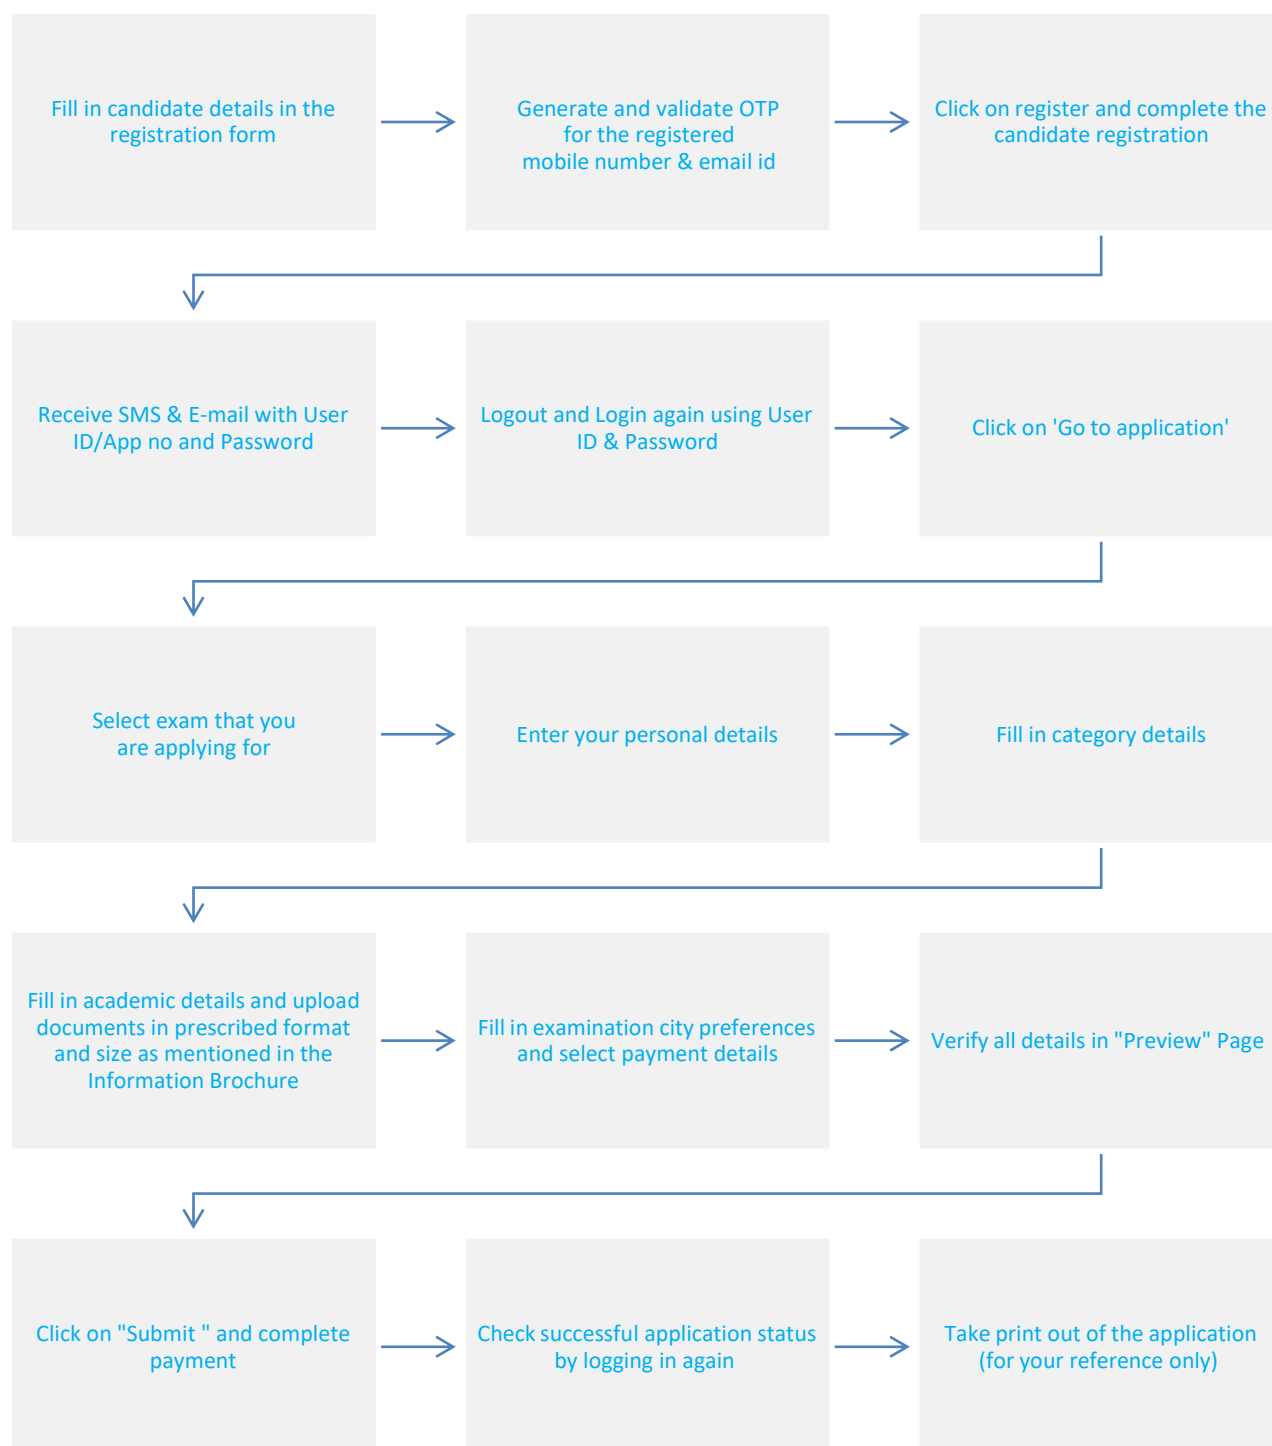 Fill in candidate details in the
registration form
Generate and validate OTP
for the registered
mobile number & email id
Click on register and complete the
candidate registration
Receive SMS & E-mail with User
ID/App no and Password
Logout and Login again using User
ID & Password
Click on 'Go to application'
Select exam that you
are applying for
Enter your personal details
Fill in category details
Fill in academic details and upload
documents in prescribed format
and size as mentioned in the
Information Brochure
Fill in examination city preferences
and select payment details
Verify all details in "Preview" Page
Click on "Submit " and complete
payment
Check successful application status
by logging in again
Take print out of the application
(for your reference only)